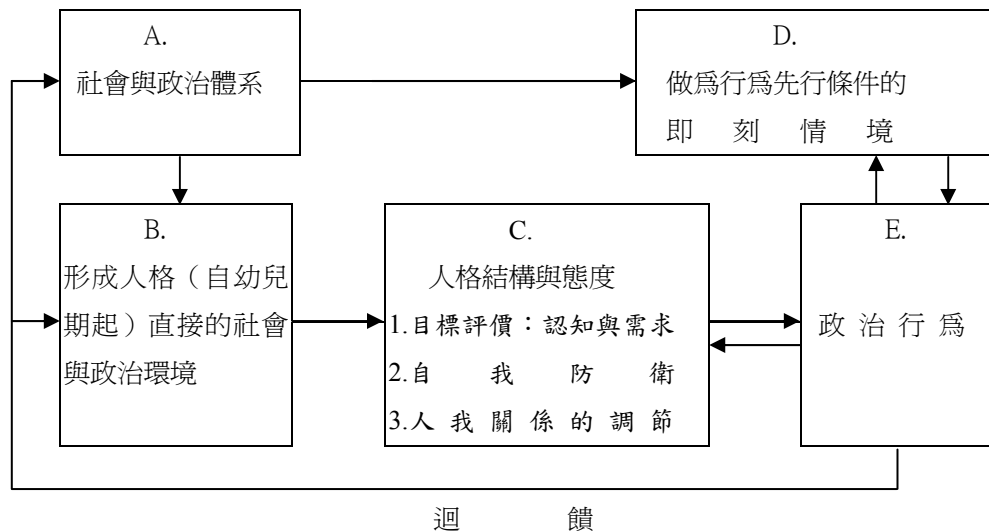 A.
社會與政治體系
D.
做爲行爲先行條件的
即刻情境
B.
形成人格（自幼兒
期起）直接的社會
與政治環境
C.
人格結構與態度
1.目標評價：認知與需求
2.自我防衛
3.人我關係的調節
E.
政治行爲
迴饋